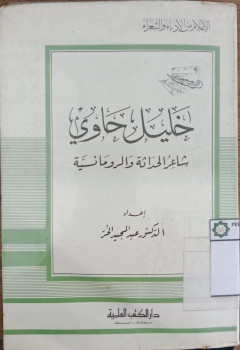 الأعلام من الأدباء والشعراء
خليل حاوي
شاعر الحداثة والرومانسية
إعداد
الدكتور عبد المجيد الحر
دار الكتب العلمية